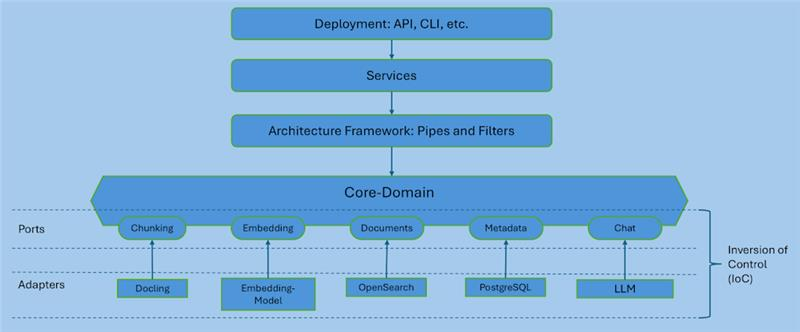 Deployment: API, CLI, etc.
Services
Architecture Framework: Pipes and Filters
Core-Domain
Ports
Chunking
Embedding
Documents
Metadata
Chat
Inversion of
Control
(IoC)
Adapters
Docling
Embedding-
Model
OpenSearch
PostgreSQL
LLM